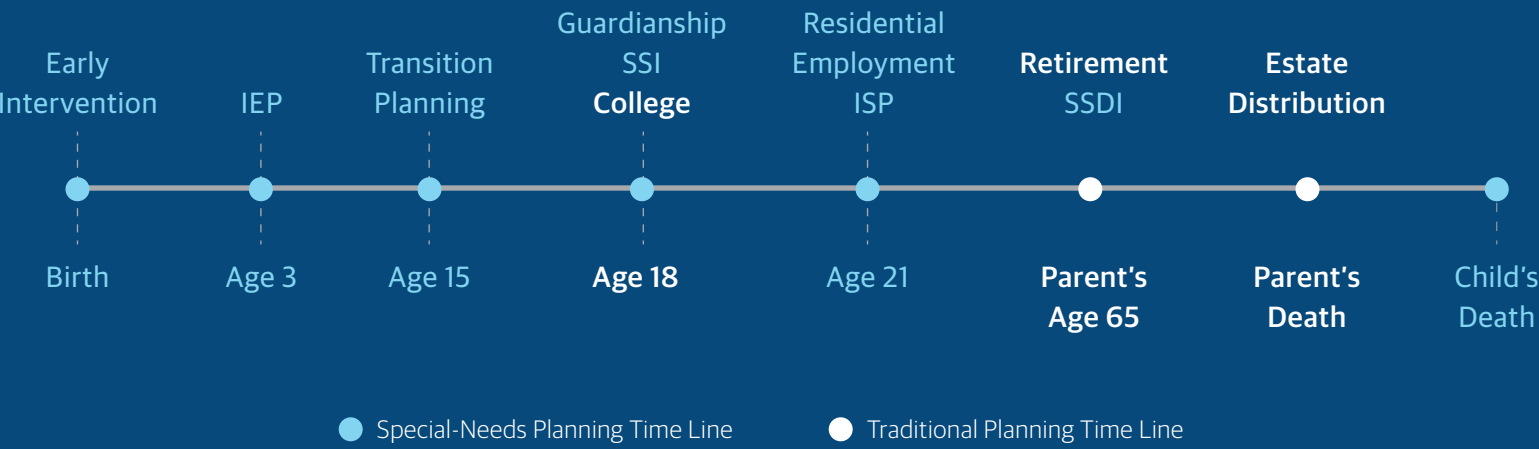 Early
Intervention
IEP
Transition
Planning
Guardianship
SSI
College
Residential
Employment
ISP
Retirement
SSDI
Estate
Distribution
Birth
Age 3
Age 15
Age 18
Age 21
Parent's
Age 65
Parent's
Death
Child's
Death
Special-Needs Planning Time Line
Traditional Planning Time Line